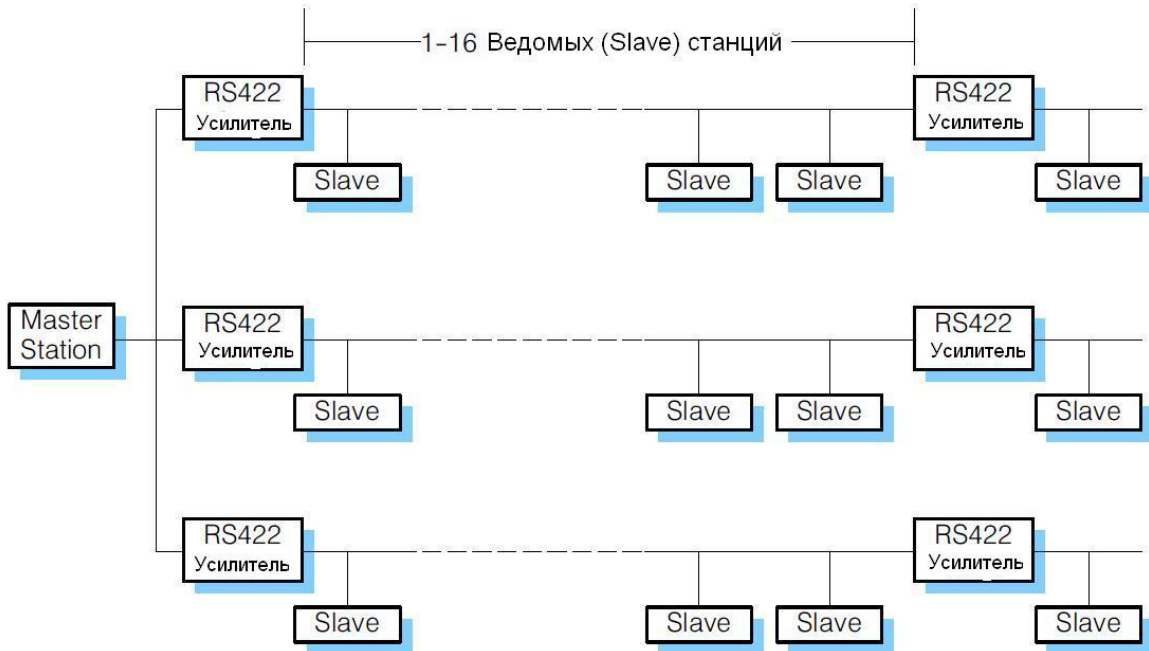 1-16 Ведомых (Slave) станций
RS422
Усилитель
RS422
Усилитель
Slave
Slave
Slave
Slave
Master
Station
RS422
Усилитель
RS422
Усилитель
Slave
Slave
Slave
Slave
RS422
Усилитель
RS422
Усилитель
Slave
Slave
Slave
Slave